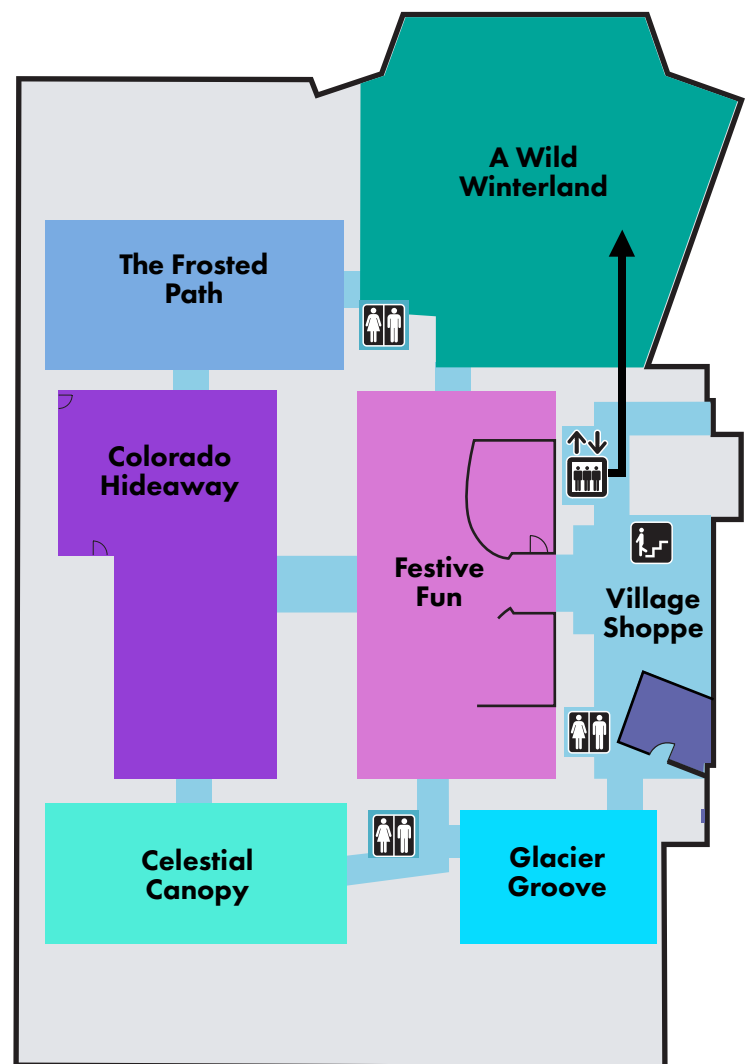 A Wild
Winterland
The Frosted
Path
Colorado
Hideaway
Festive
Fun
Village
Shoppe
Celestial
Canopy
Glacier
Groove